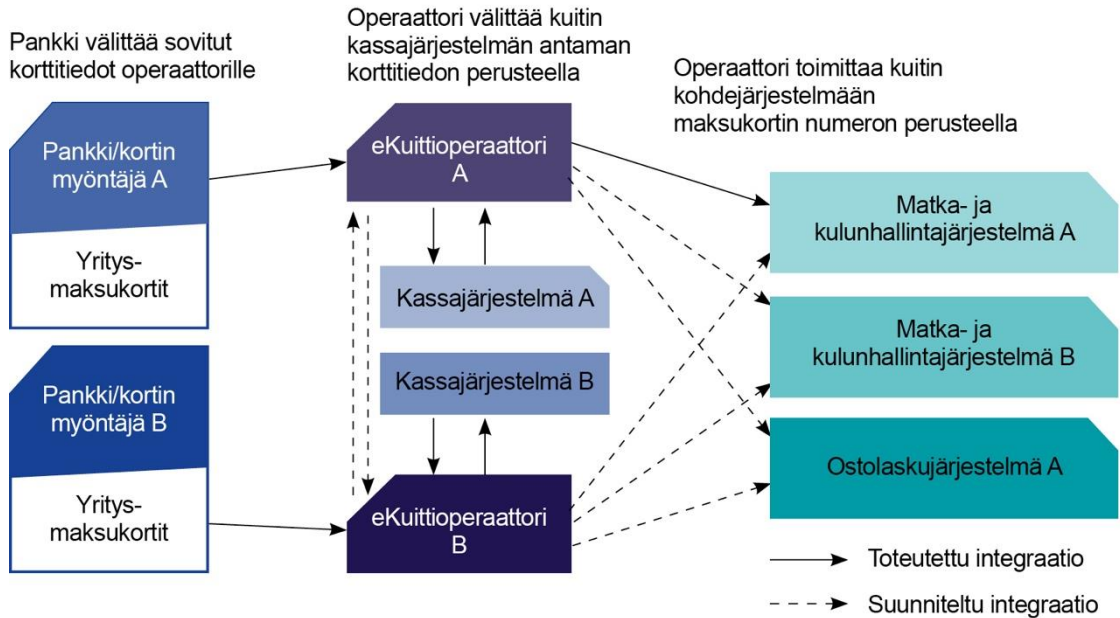 Pankki välittää sovitut
korttitiedot operaattorille
Operaattori välittää kuitin
kassajärjestelmän antaman
korttitiedon perusteella
Operaattori toimittaa kuitin
kohdejärjestelmään
maksukortin numeron perusteella
Pankki/kortin
myöntäjä A
Yritys-
maksukortit
Pankki/kortin
myöntäjä B
Yritys-
maksukortit
eKuittioperaattori
A
Kassajärjestelmä A
Kassajärjestelmä B
eKuittioperaattori
B
Matka- ja
kulunhallintajärjestelmä A
Matka- ja
kulunhallintajärjestelmä B
Ostolaskujärjestelmä A
Toteutettu integraatio
Suunniteltu integraatio